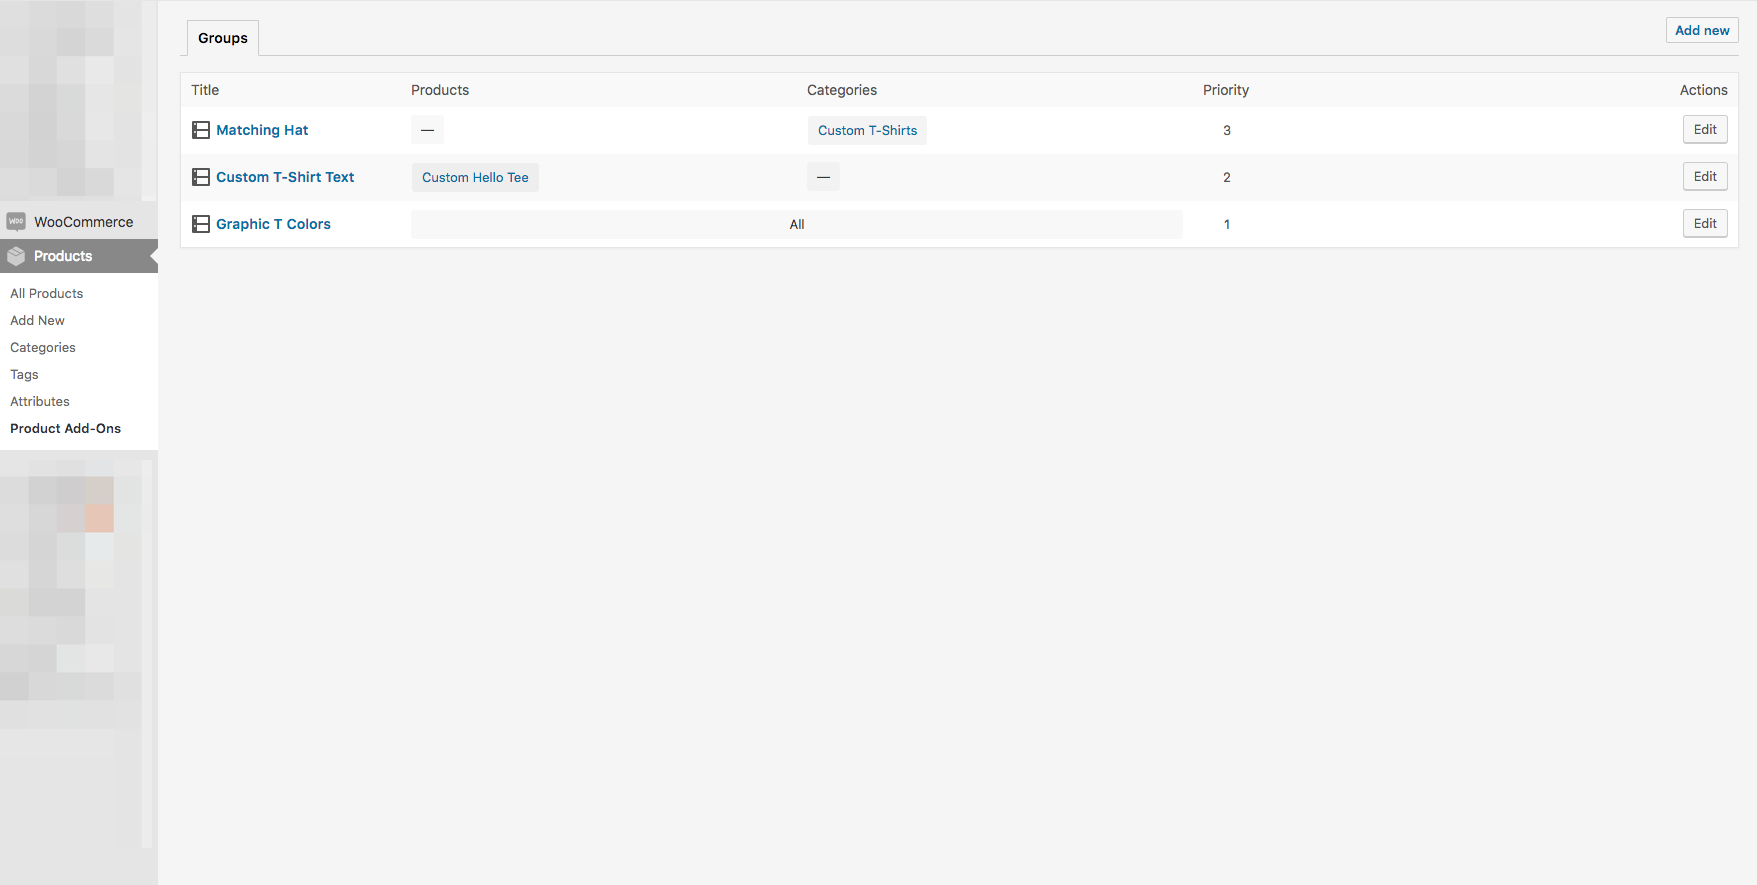 Groups
Add new
Title Products Categories Priority Actions
Matching Hat — Custom T-Shirts 3 Edit
Custom T-Shirt Text Custom Hello Tee — 2 Edit
Graphic T Colors All 1 Edit
WOO WooCommerce
Products
All Products
Add New
Categories
Tags
Attributes
Product Add-Ons